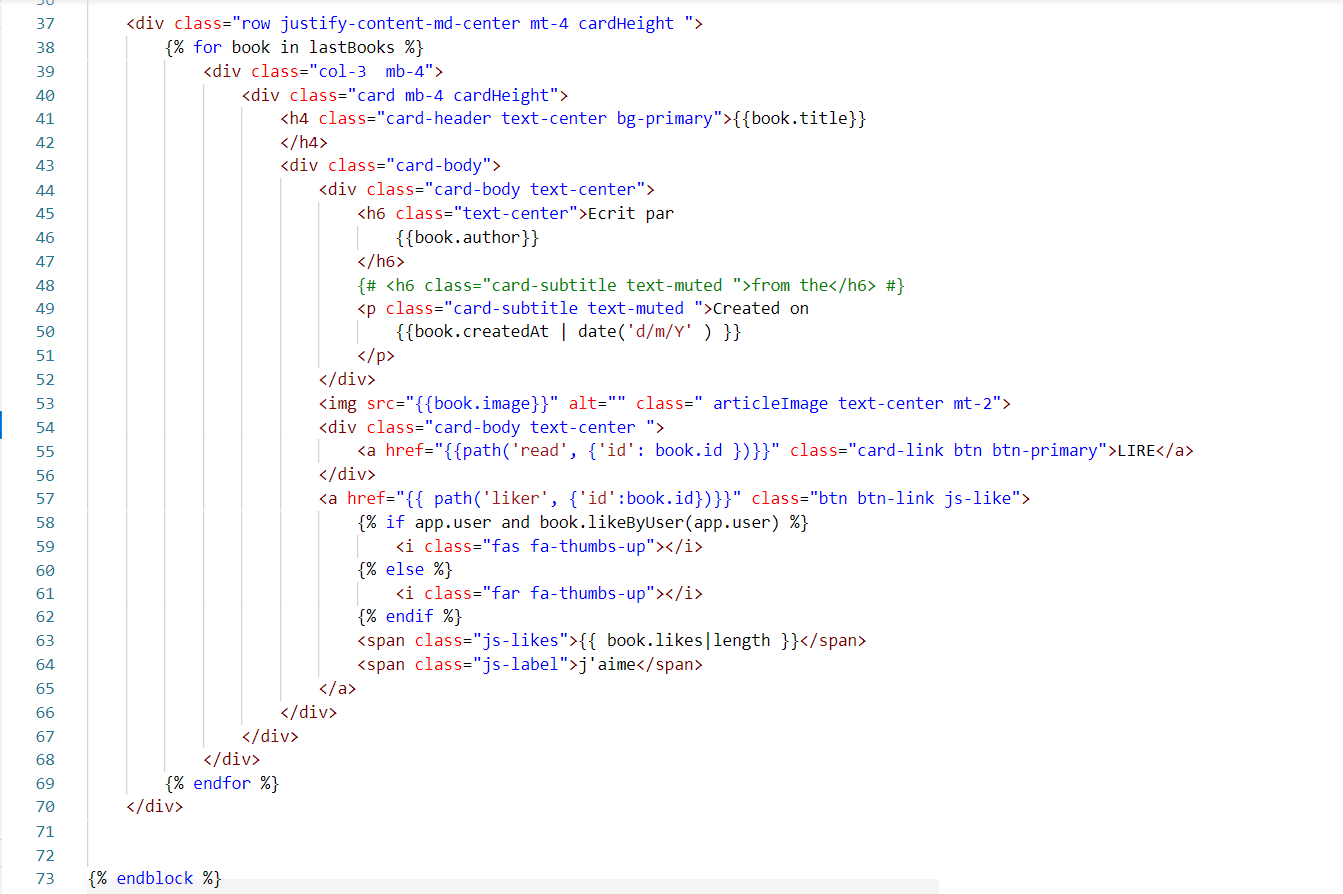 37 <div class="row justify-content-md-center mt-4 cardHeight ">
38 {% for book in lastBooks %}
39 <div class="col-3  mb-4">
40 <div class="card mb-4 cardHeight">
41 <h4 class="card-header text-center bg-primary">{{book.title}}
42 </h4>
43 <div class="card-body">
44 <div class="card-body text-center">
45 <h6 class="text-center">Ecrit par
46 {{book.author}}
47 </h6>
48 {# <h6 class="card-subtitle text-muted ">from the</h6> #}
49 <p class="card-subtitle text-muted ">Created on
50 {{book.createdAt | date('d/m/Y' ) }}
51 </p>
52 </div>
53 <img src="{{book.image}}" alt="" class=" articleImage text-center mt-2">
54 <div class="card-body text-center ">
55 <a href="{{path('read', {'id': book.id })}}" class="card-link btn btn-primary">LIRE</a>
56 </div>
57 <a href="{{ path('liker', {'id':book.id})}}" class="btn btn-link js-like">
58 {% if app.user and book.likeByUser(app.user) %}
59 <i class="fas fa-thumbs-up"></i>
60 {% else %}
61 <i class="far fa-thumbs-up"></i>
62 {% endif %}
63 <span class="js-likes">{{ book.likes|length }}</span>
64 <span class="js-label">j'aime</span>
65 </a>
66 </div>
67 </div>
68 </div>
69 {% endfor %}
70 </div>
71
72
73 {% endblock %}